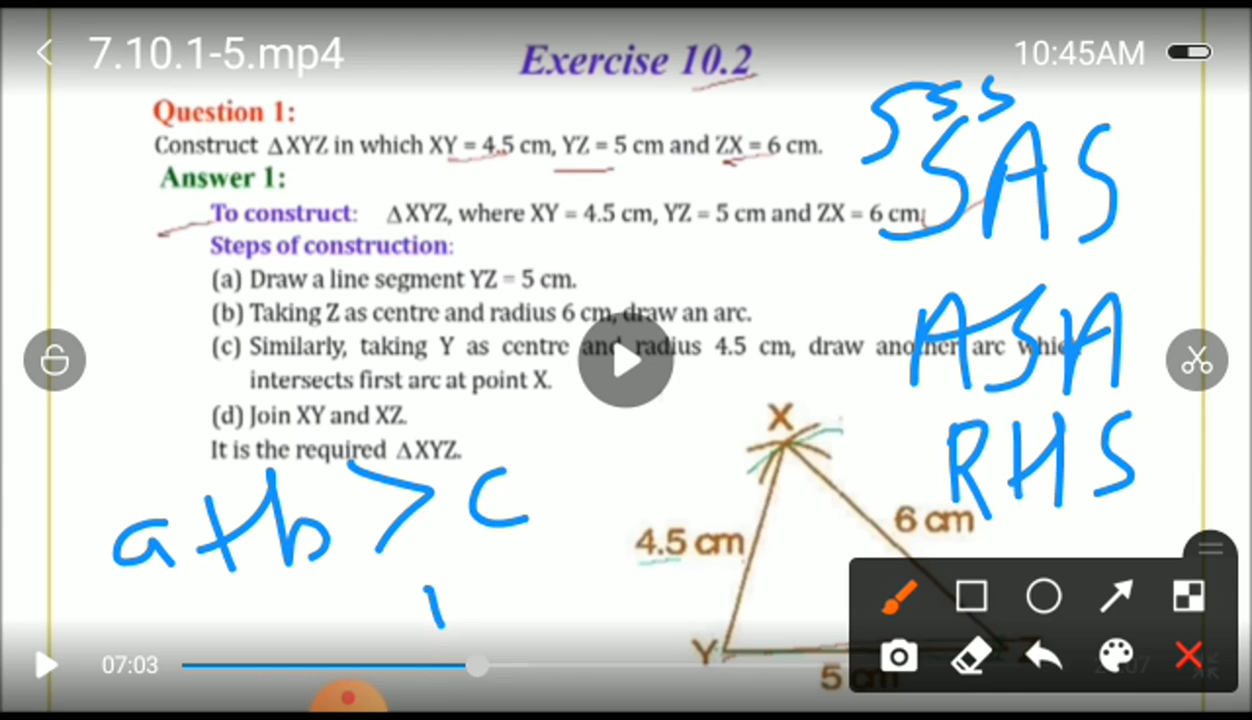 7.10.1-5.mp4
10:45AM
Exercise 10.2
Question 1:
Construct ΔXYZ in which XY = 4.5 cm, YZ = 5 cm and ZX = 6 cm.
Answer 1:
To construct: ΔXYZ, where XY = 4.5 cm, YZ = 5 cm and ZX = 6 cm
Steps of construction:
(a) Draw a line segment YZ = 5 cm.
(b) Taking Z as centre and radius 6 cm, draw an arc.
(c) Similarly, taking Y as centre and radius 4.5 cm, draw another arc which
intersects first arc at point X.
(d) Join XY and XZ.
It is the required ΔXYZ.
SSS
SAS
ASA
RHS
a+b > c
X
4.5 cm
6 cm
Y
5 cm
07:03